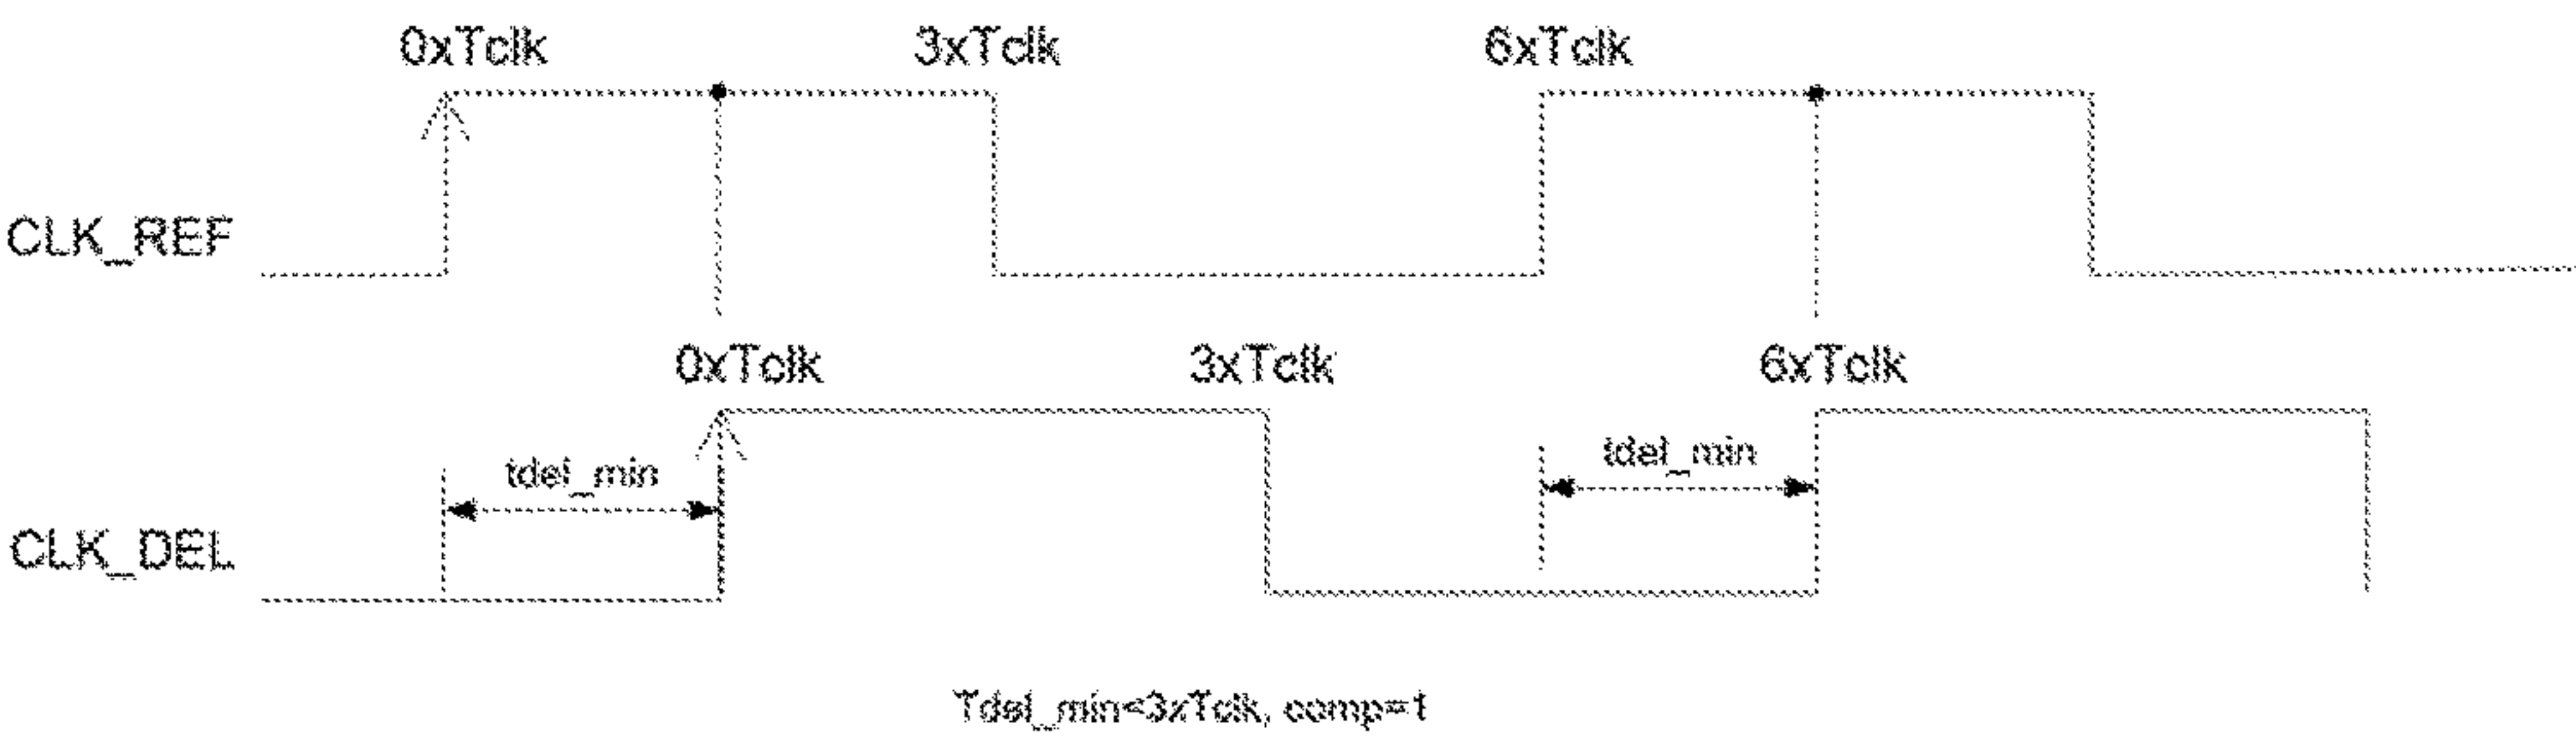 0xTclk 3xTclk 6xTclk
CLK_REF
0xTclk 3xTclk 6xTclk
tdel_min tdel_min
CLK_DEL
Tdel_min<3xTclk, comp=1